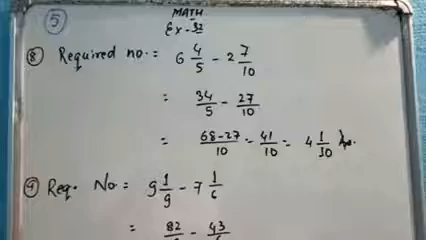 5
MATH
Ex-32
8 Required no. = 6 4/5 - 2 7/10
= 34/5 - 27/10
= 68-27/10 = 41/10 = 4 1/10
9 Req. No = 9 1/9 - 7 1/6
= 82/ - 43/